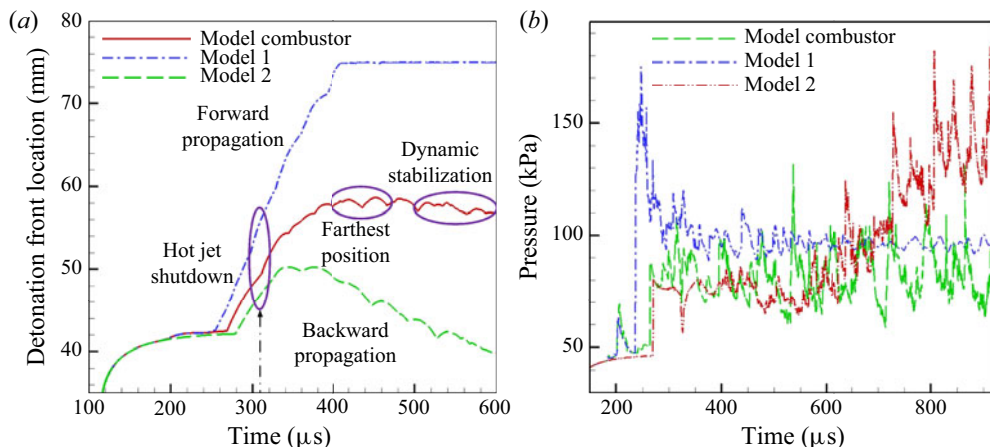 (a)
80
70
60
50
40
Detonation front location (mm)
Model combustor
Model 1
Model 2
Forward
propagation
Dynamic
stabilization
Hot jet
shutdown
Farthest
position
Backward
propagation
100
200
300
400
500
600
Time (μs)
(b)
150
100
50
Pressure (kPa)
Model combustor
Model 1
Model 2
200
400
600
800
Time (μs)